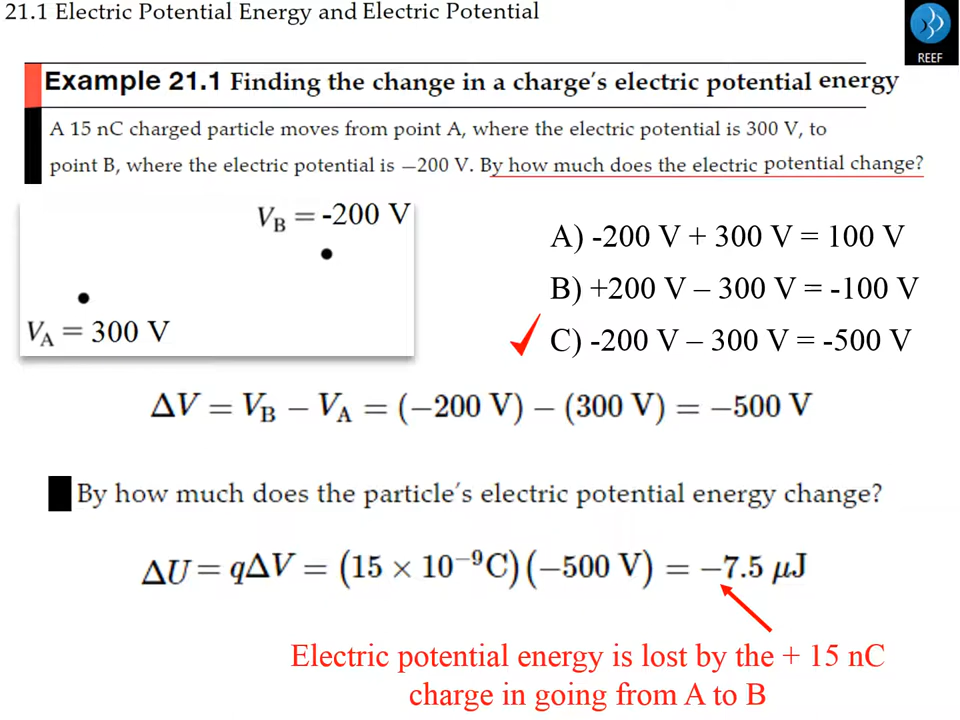 21.1 Electric Potential Energy and Electric Potential
REEF
Example 21.1 Finding the change in a charge's electric potential energy
A 15 nC charged particle moves from point A, where the electric potential is 300 V, to
point B, where the electric potential is −200 V. By how much does the electric potential change?
V_B = -200 V
V_A = 300 V
A) -200 V + 300 V = 100 V
B) +200 V – 300 V = -100 V
C) -200 V – 300 V = -500 V
ΔV = V_B − V_A = (−200 V) − (300 V) = −500 V
By how much does the particle's electric potential energy change?
ΔU = qΔV = (15 × 10⁻⁹C)(−500 V) = −7.5 μJ
Electric potential energy is lost by the + 15 nC
charge in going from A to B